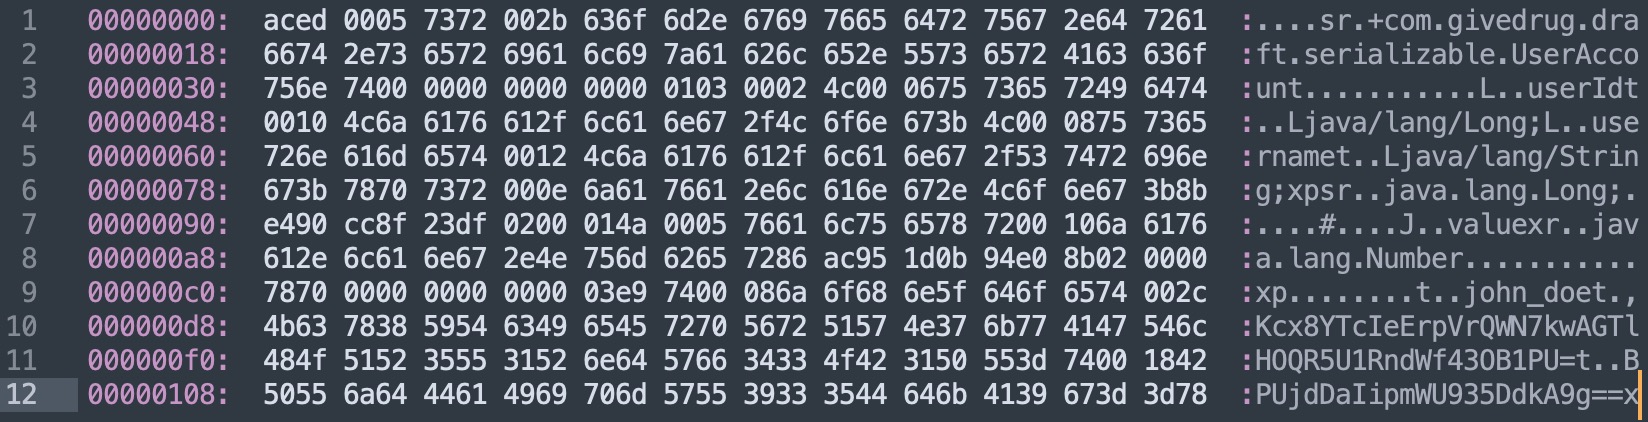 1 00000000: aced 0005 7372 002b 636f 6d2e 6769 7665 6472 7567 2e64 7261 :....sr.+com.givedrug.dra
2 00000018: 6674 2e73 6572 6961 6c69 7a61 626c 652e 5573 6572 4163 636f :ft.serializable.UserAcco
3 00000030: 756e 7400 0000 0000 0000 0103 0002 4c00 0675 7365 7249 6474 :unt...........L..userIdt
4 00000048: 0010 4c6a 6176 612f 6c61 6e67 2f4c 6f6e 673b 4c00 0875 7365 :..Ljava/lang/Long;L..use
5 00000060: 726e 616d 6574 0012 4c6a 6176 612f 6c61 6e67 2f53 7472 696e :rnamet..Ljava/lang/Strin
6 00000078: 673b 7870 7372 000e 6a61 7661 2e6c 616e 672e 4c6f 6e67 3b8b :g;xpsr..java.lang.Long;.
7 00000090: e490 cc8f 23df 0200 014a 0005 7661 6c75 6578 7200 106a 6176 :....#....J..valuexr..jav
8 000000a8: 612e 6c61 6e67 2e4e 756d 6265 7286 ac95 1d0b 94e0 8b02 0000 :a.lang.Number...........
9 000000c0: 7870 0000 0000 0000 03e9 7400 086a 6f68 6e5f 646f 6574 002c :xp........t..john_doet.,
10 000000d8: 4b63 7838 5954 6349 6545 7270 5672 5157 4e37 6b77 4147 546c :Kcx8YTcIeErpVrQWN7kwAGTl
11 000000f0: 484f 5152 3555 3152 6e64 5766 3433 4f42 3150 553d 7400 1842 :HOQR5U1RndWf43OB1PU=t..B
12 00000108: 5055 6a64 4461 4969 706d 5755 3933 3544 646b 4139 673d 3d78 :PUjdDaIipmWU935DdkA9g==x